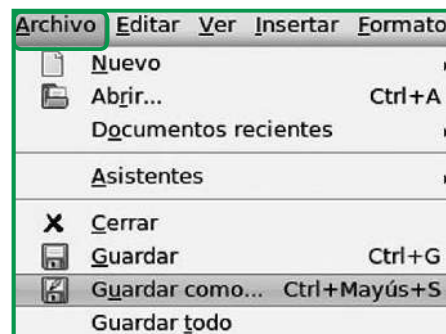 Archivo Editar Ver Insertar Formato
Nuevo
Abrir... Ctrl+A
Documentos recientes
Asistentes
Cerrar
Guardar Ctrl+G
Guardar como... Ctrl+Mayús+S
Guardar todo